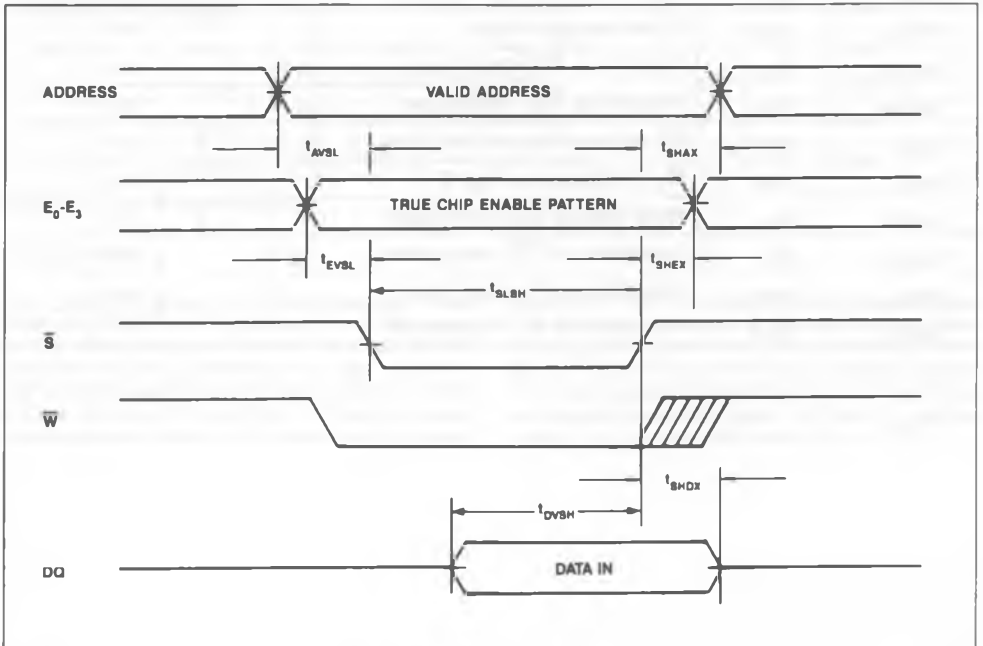 ADDRESS VALID ADDRESS
tAVSL tSHAX
E0-E3 TRUE CHIP ENABLE PATTERN
tEVSL tSHEX
tSLSH
S̅
W̅
tSHDX
tDVSH
DQ DATA IN